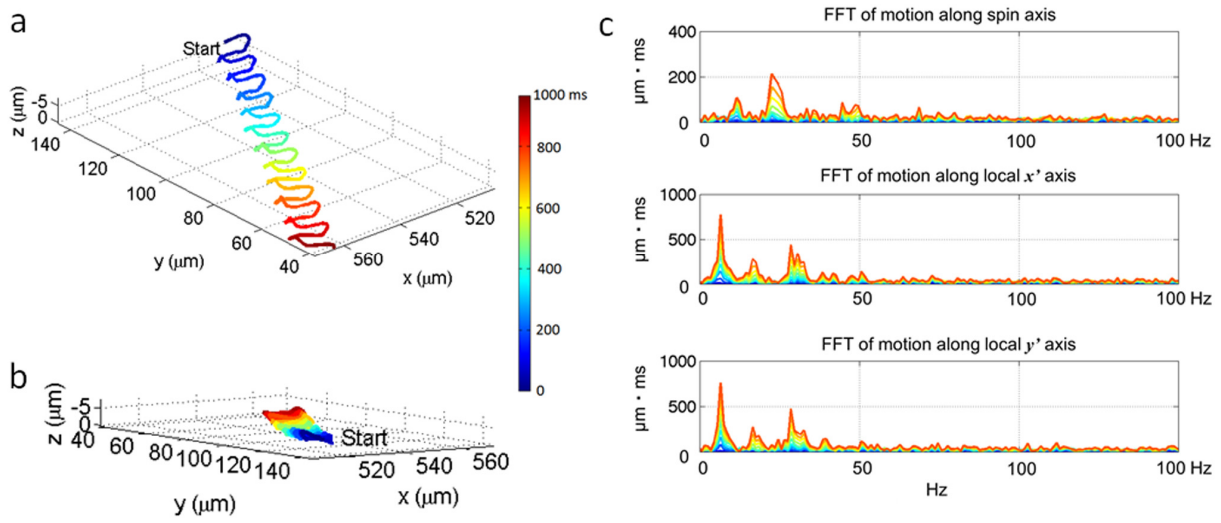 a
Start
z (μm)
-5
0
140
120
100
80
60
40
y (μm)
520
540
560
x (μm)
1000 ms
800
600
400
200
0
b
z (μm)
-5
0
40
60
80
100
120
140
y (μm)
Start
520
540
560
x (μm)
c
FFT of motion along spin axis
μm · ms
400
200
0
0 50 100 100 Hz
FFT of motion along local x' axis
μm · ms
1000
500
0
0 50 100 100 Hz
FFT of motion along local y' axis
μm · ms
1000
500
0
0 50 100 100 Hz
Hz